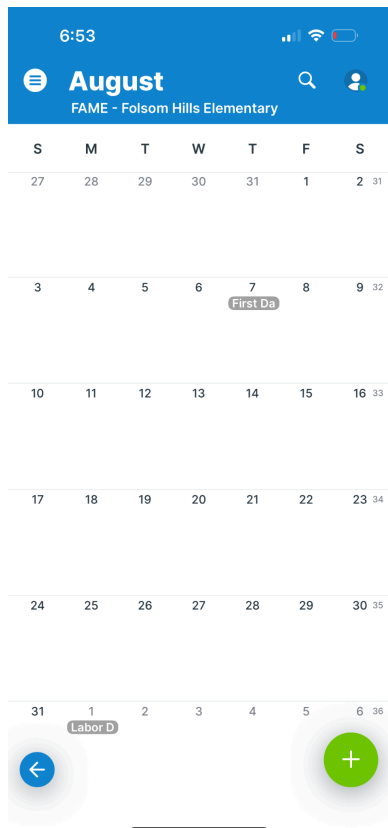 6:53
August
FAME - Folsom Hills Elementary
S M T W T F S
27 28 29 30 31 1 2 31
3 4 5 6 7 8 9 32
First Da
10 11 12 13 14 15 16 33
17 18 19 20 21 22 23 34
24 25 26 27 28 29 30 35
31 1 2 3 4 5 6 36
Labor D